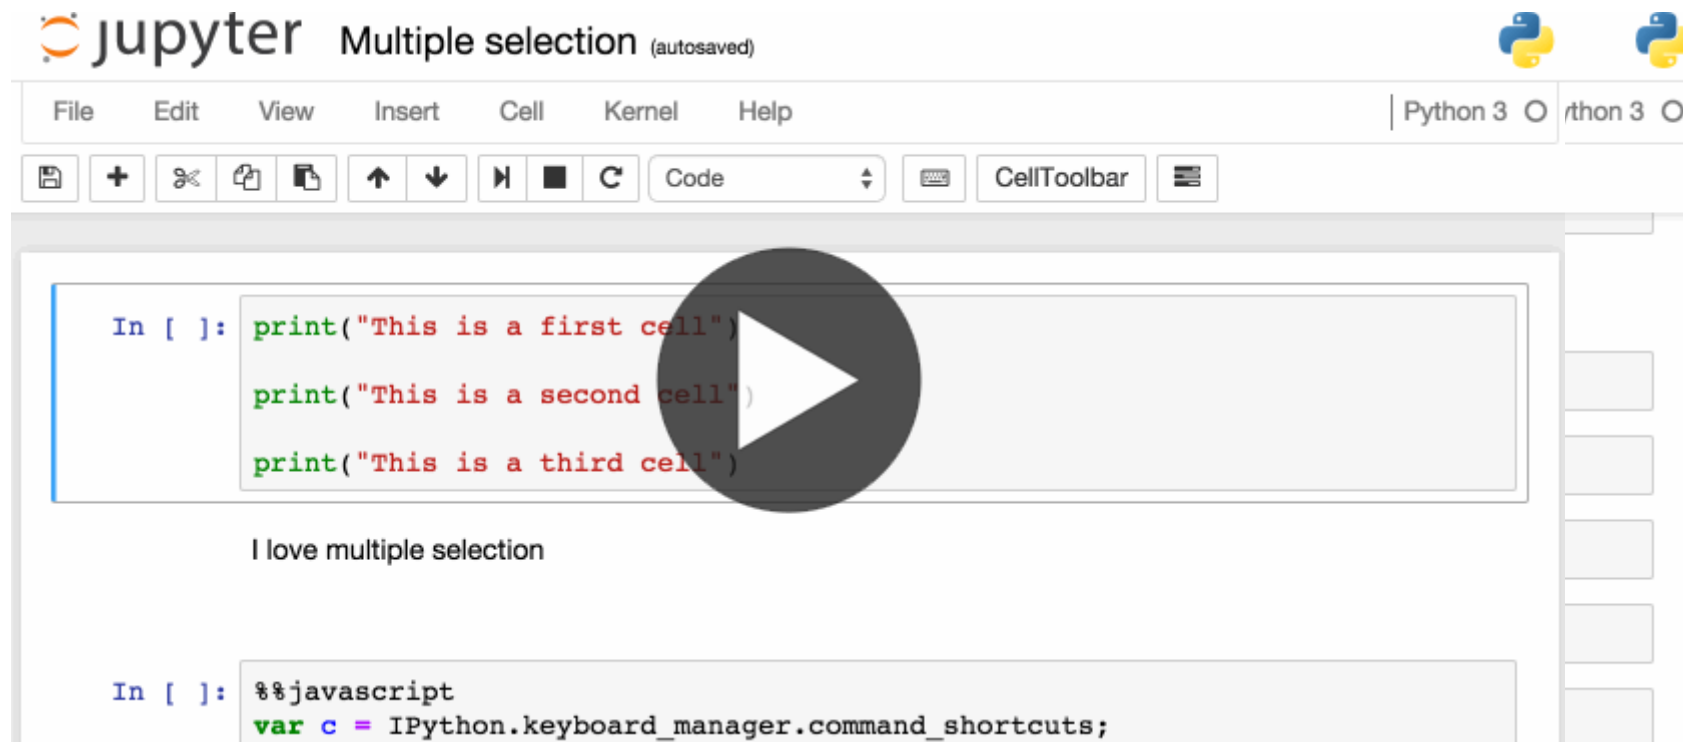 jupyter Multiple selection (autosaved)
File Edit View Insert Cell Kernel Help Python 3 ython 3
Code CellToolbar
In [ ]: print("This is a first cell")
print("This is a second cell")
print("This is a third cell")
I love multiple selection
In [ ]: %%javascript
var c = IPython.keyboard_manager.command_shortcuts;